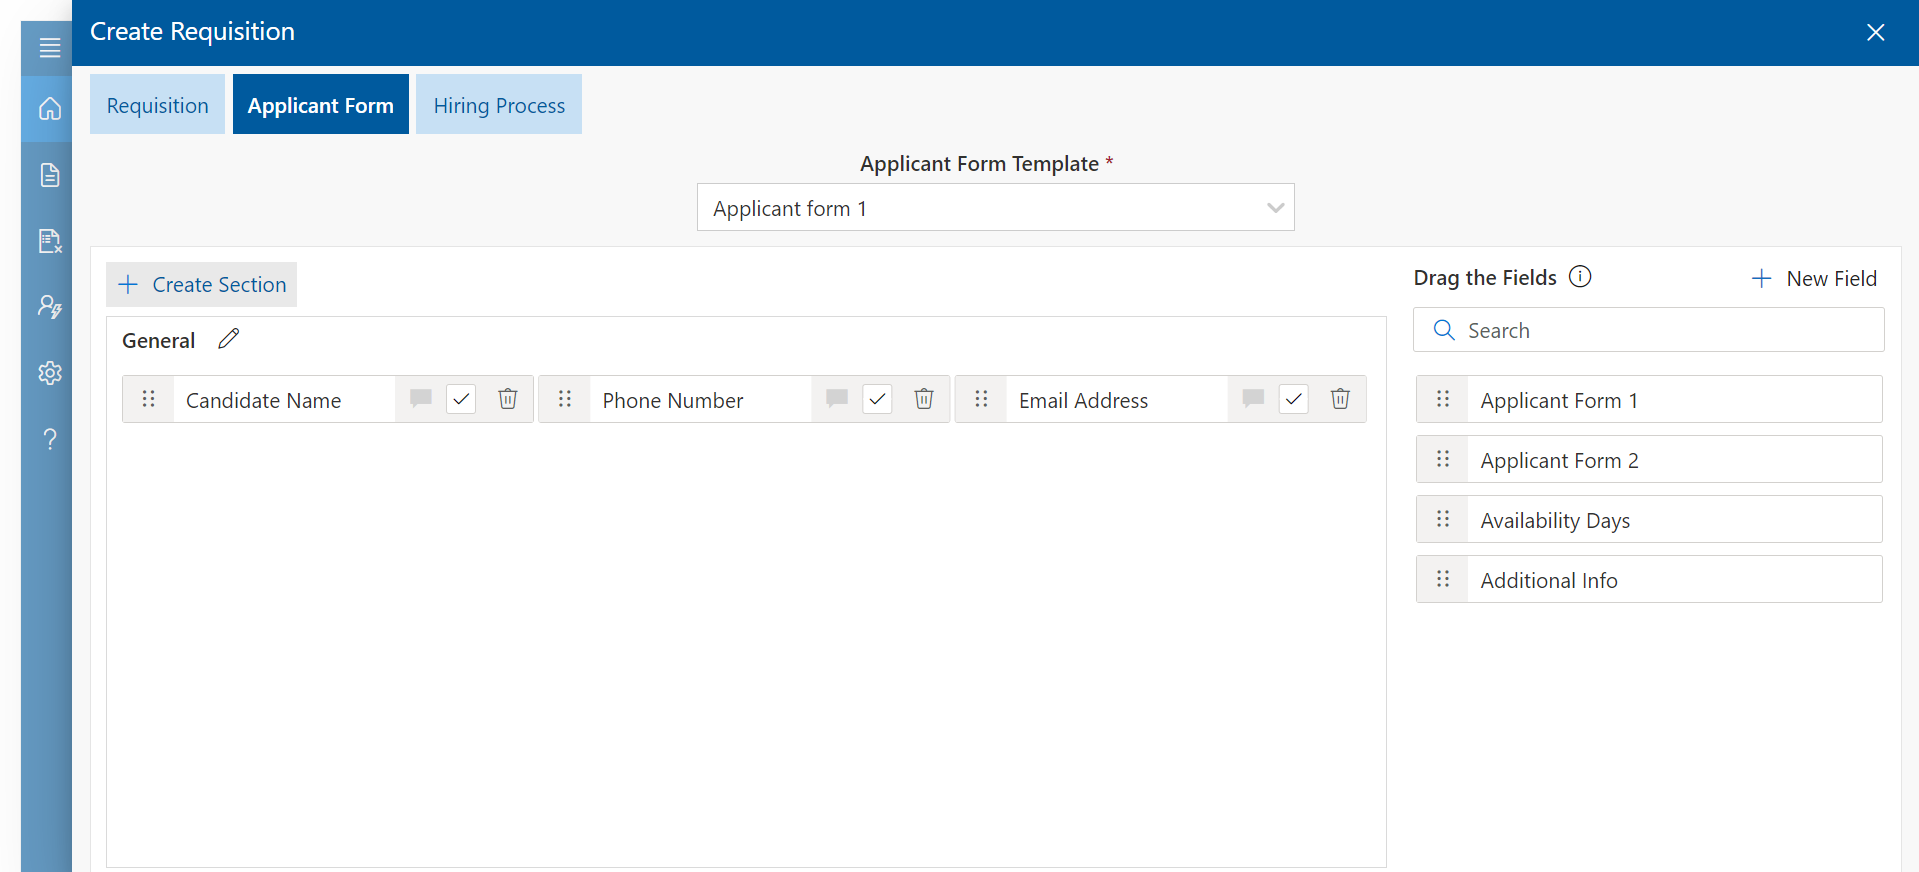 Create Requisition
Requisition
Applicant Form
Hiring Process
Applicant Form Template *
Applicant form 1
Create Section
General
Candidate Name
Phone Number
Email Address
Drag the Fields
New Field
Search
Applicant Form 1
Applicant Form 2
Availability Days
Additional Info